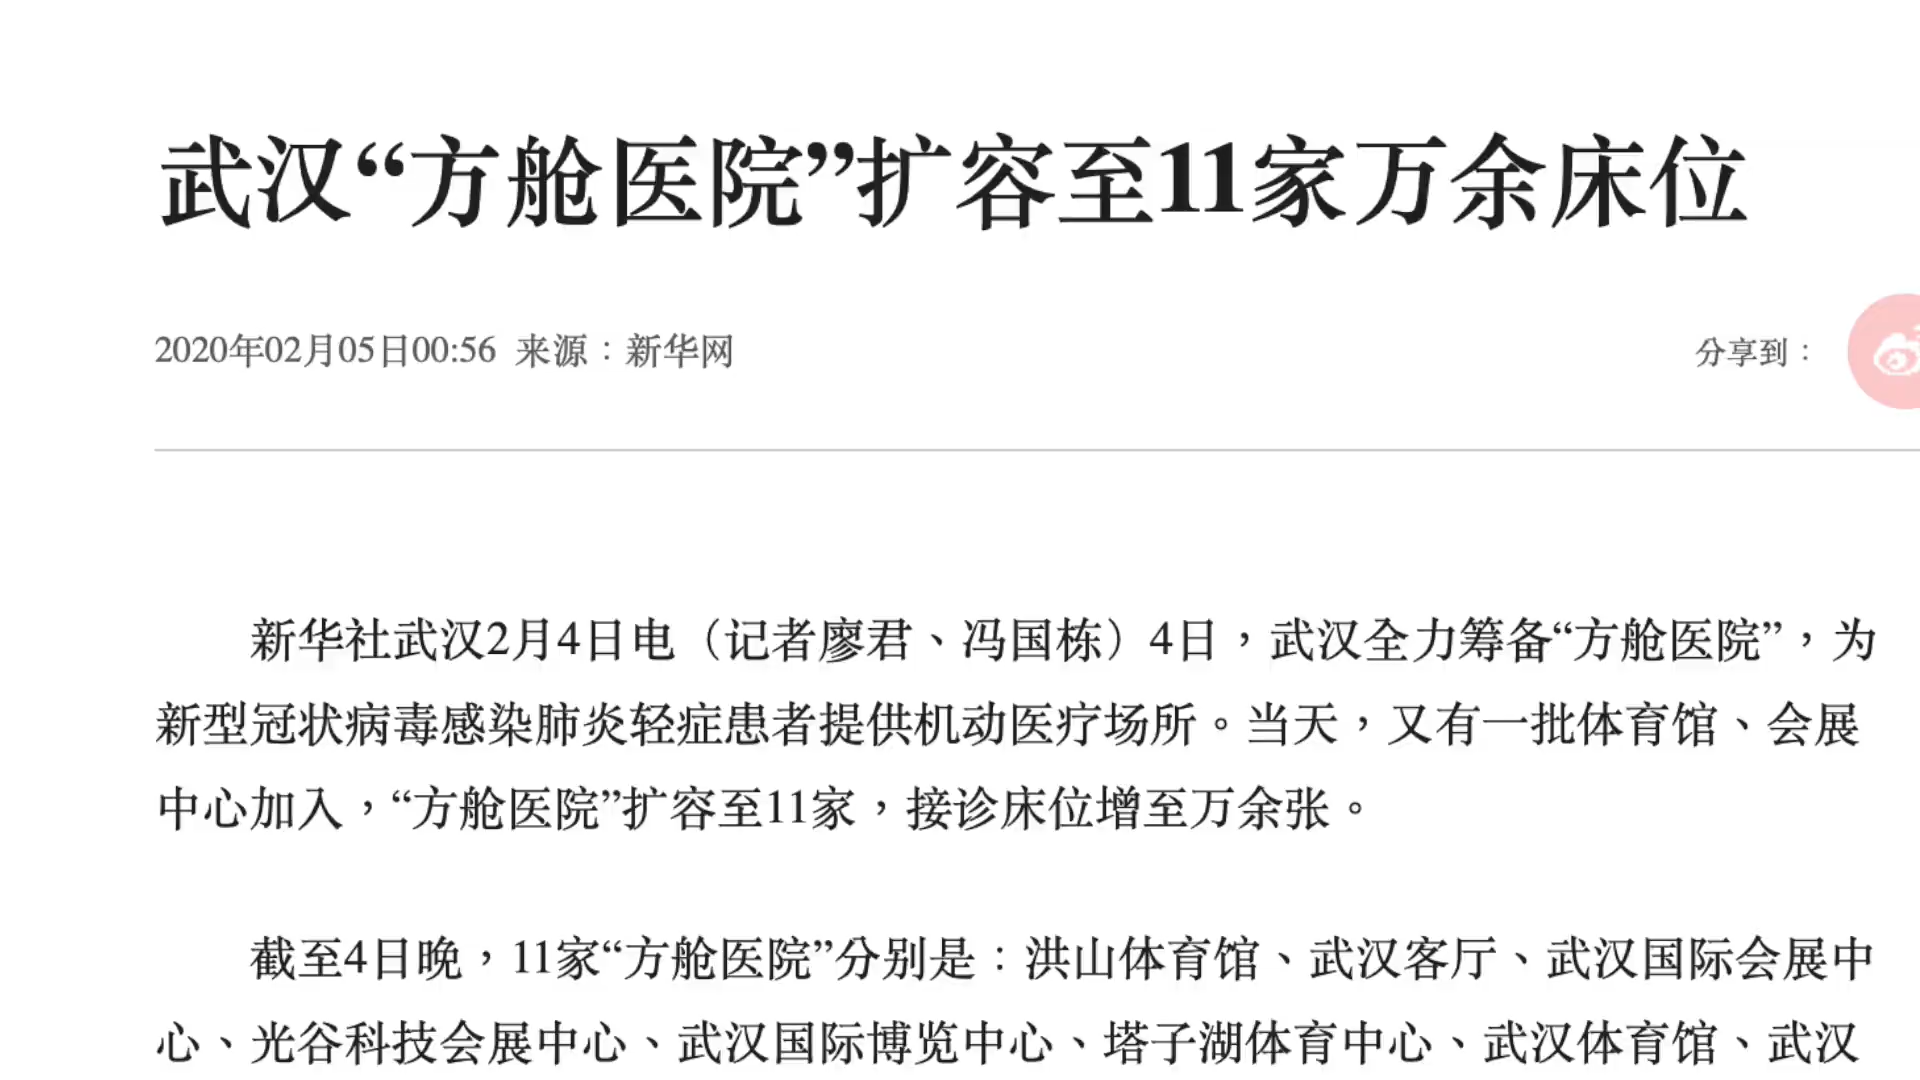 武汉“方舱医院”扩容至11家万余床位
2020年02月05日00:56 来源：新华网
分享到：
新华社武汉2月4日电（记者廖君、冯国栋）4日，武汉全力筹备“方舱医院”，为
新型冠状病毒感染肺炎轻症患者提供机动医疗场所。当天，又有一批体育馆、会展
中心加入，“方舱医院”扩容至11家，接诊床位增至万余张。
截至4日晚，11家“方舱医院”分别是：洪山体育馆、武汉客厅、武汉国际会展中
心、光谷科技会展中心、武汉国际博览中心、塔子湖体育中心、武汉体育馆、武汉